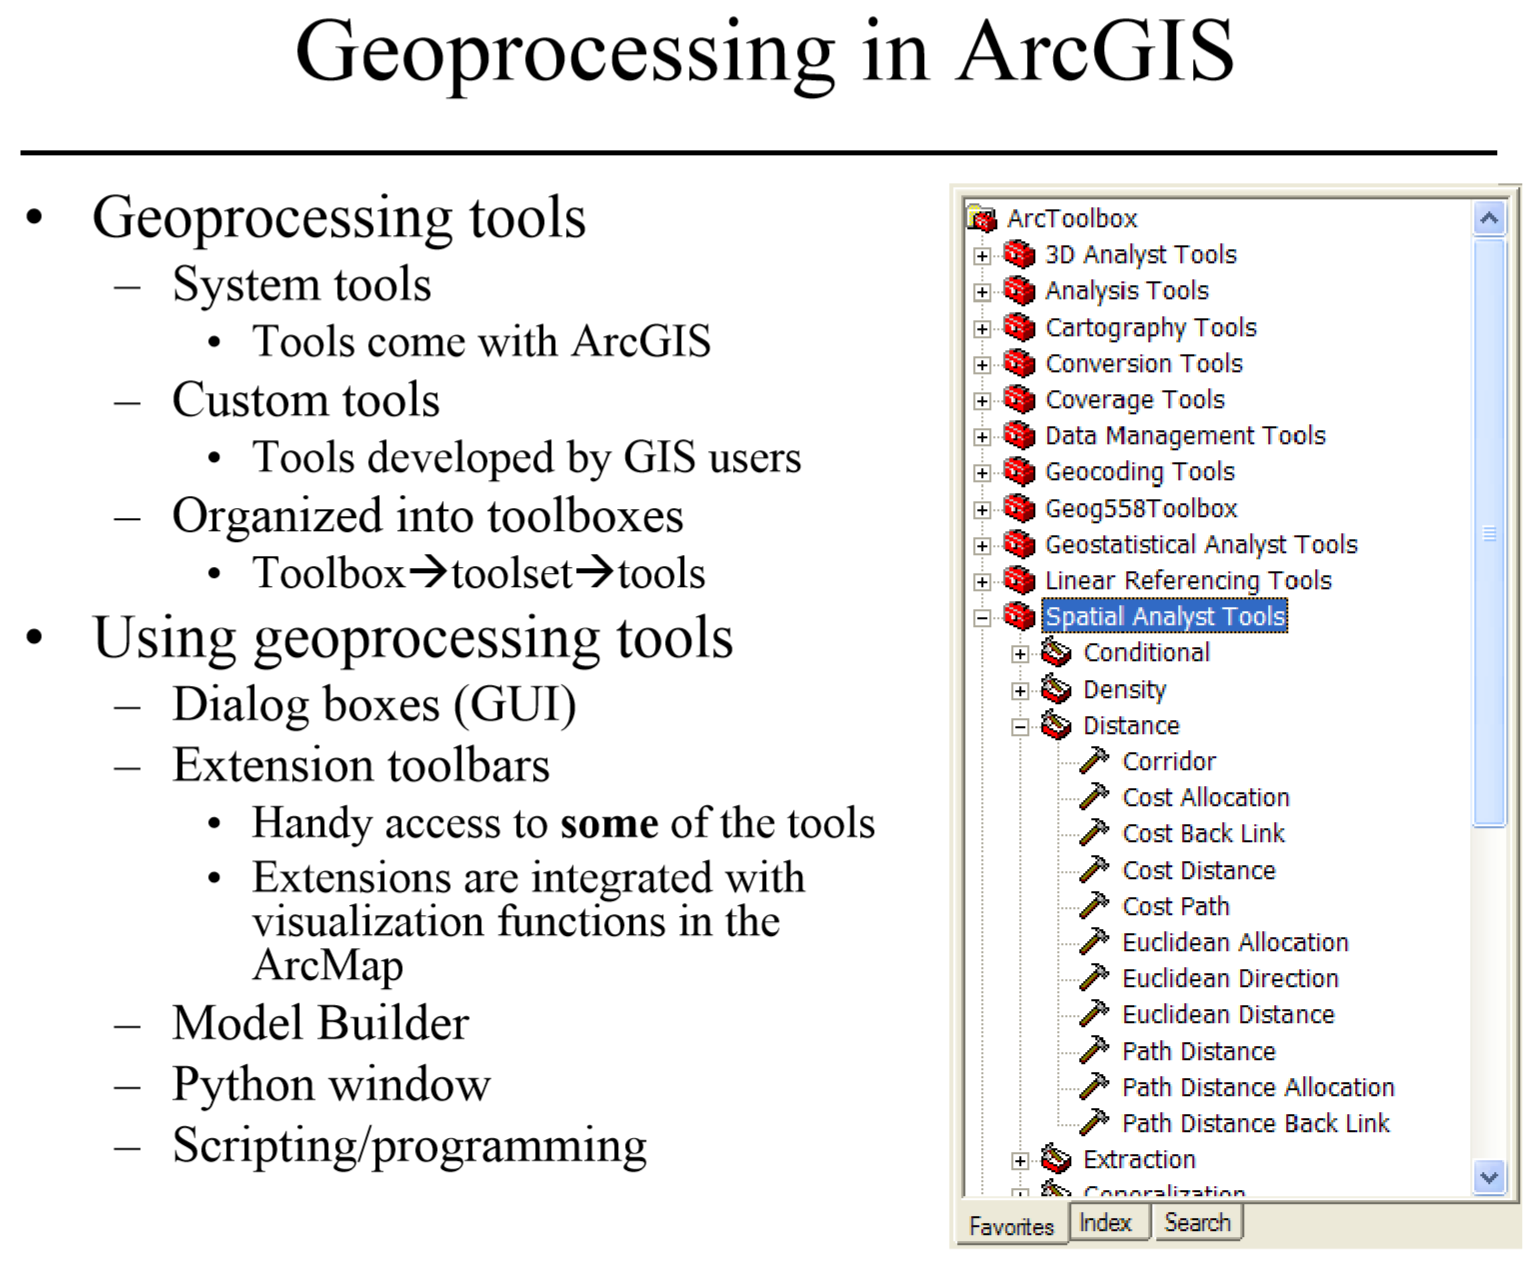 Geoprocessing in ArcGIS
• Geoprocessing tools
– System tools
• Tools come with ArcGIS
– Custom tools
• Tools developed by GIS users
– Organized into toolboxes
• Toolbox→toolset→tools
• Using geoprocessing tools
– Dialog boxes (GUI)
– Extension toolbars
• Handy access to some of the tools
• Extensions are integrated with
visualization functions in the
ArcMap
– Model Builder
– Python window
– Scripting/programming
ArcToolbox
3D Analyst Tools
Analysis Tools
Cartography Tools
Conversion Tools
Coverage Tools
Data Management Tools
Geocoding Tools
Geog558Toolbox
Geostatistical Analyst Tools
Linear Referencing Tools
Spatial Analyst Tools
Conditional
Density
Distance
Corridor
Cost Allocation
Cost Back Link
Cost Distance
Cost Path
Euclidean Allocation
Euclidean Direction
Euclidean Distance
Path Distance
Path Distance Allocation
Path Distance Back Link
Extraction
Generalization
Favorites Index Search